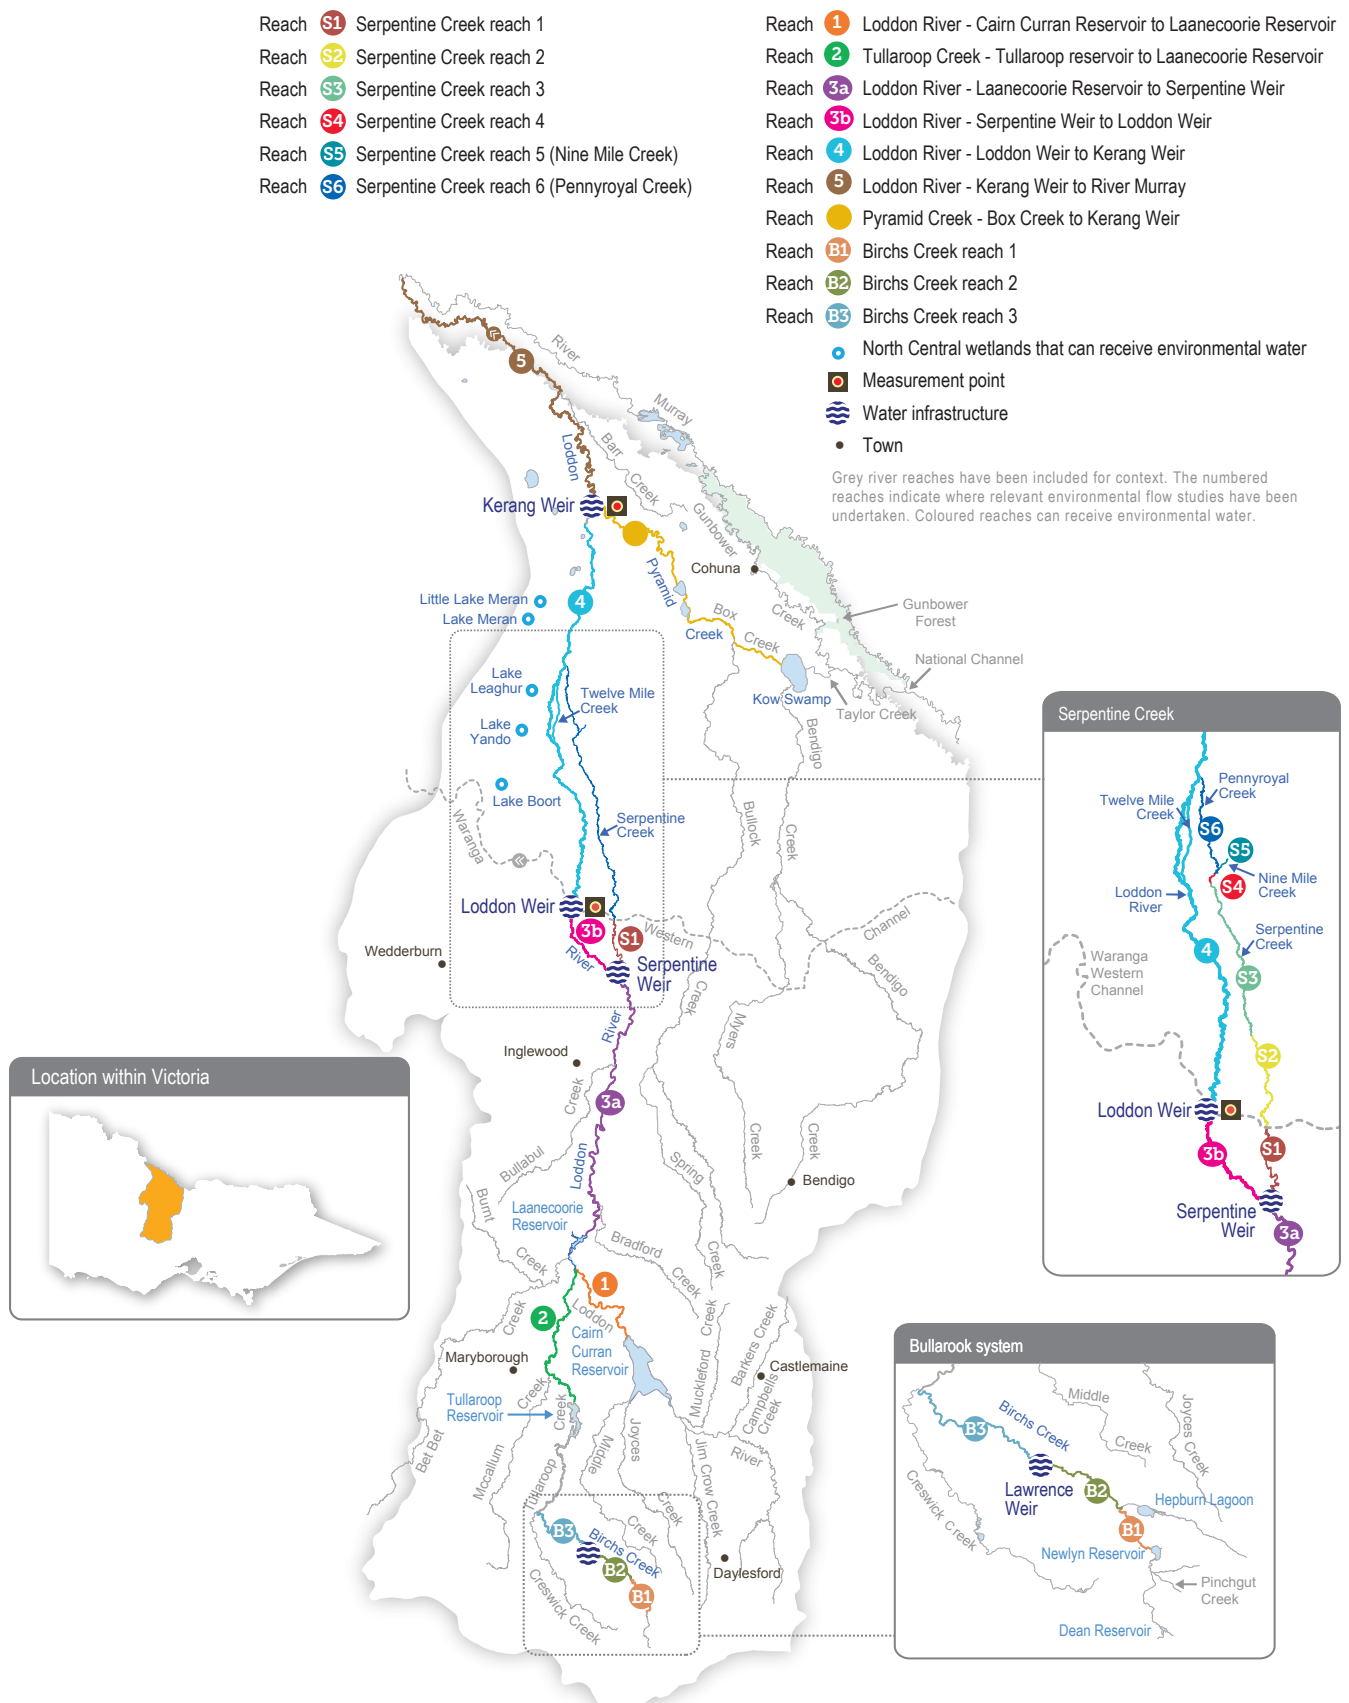 Reach S1 Serpentine Creek reach 1
Reach S2 Serpentine Creek reach 2
Reach S3 Serpentine Creek reach 3
Reach S4 Serpentine Creek reach 4
Reach S5 Serpentine Creek reach 5 (Nine Mile Creek)
Reach S6 Serpentine Creek reach 6 (Pennyroyal Creek)
Reach 1 Loddon River - Cairn Curran Reservoir to Laanecoorie Reservoir
Reach 2 Tullaroop Creek - Tullaroop reservoir to Laanecoorie Reservoir
Reach 3a Loddon River - Laanecoorie Reservoir to Serpentine Weir
Reach 3b Loddon River - Serpentine Weir to Loddon Weir
Reach 4 Loddon River - Loddon Weir to Kerang Weir
Reach 5 Loddon River - Kerang Weir to River Murray
Reach Pyramid Creek - Box Creek to Kerang Weir
Reach B1 Birchs Creek reach 1
Reach B2 Birchs Creek reach 2
Reach B3 Birchs Creek reach 3
North Central wetlands that can receive environmental water
Measurement point
Water infrastructure
Town
Grey river reaches have been included for context. The numbered
reaches indicate where relevant environmental flow studies have been
undertaken. Coloured reaches can receive environmental water.
River
5
Murray
Loddon
Barr
Creek
Kerang Weir
Gunbower
Cohuna
Pyramid
Little Lake Meran
4
Lake Meran
Box
Creek
Creek
Creek
Gunbower
Forest
National Channel
Kow Swamp
Taylor Creek
Lake
Leaghur
Twelve Mile
Creek
Lake
Yando
Bendigo
Lake Boort
Waranga
Serpentine
Creek
Bullock
Creek
Loddon Weir
3b
S1
Western
Channel
Wedderburn
River
Serpentine
Weir
Bendigo
Creek
River
Myers
Inglewood
Creek
3a
Bullabul
Loddon
Creek
Creek
Spring
Bendigo
Burnt
Laanecoorie
Reservoir
Bradford
Creek
Creek
Creek
1
2
Loddon
Creek
Creek
Cairn
Curran
Reservoir
Maryborough
Muckleford
Barkers Creek
Castlemaine
Campbells
Creek
Tullaroop
Reservoir
Creek
Creek
Bet Bet
Mccallum
Middle
Joyces
Jim Crow Creek
River
Tullaroop
Creek
Creek
B3
Birchs Creek
B2
B1
Creswick Creek
Daylesford
Location within Victoria
Serpentine Creek
Pennyroyal
Creek
Twelve Mile
Creek
S6
S5
S4
Nine Mile
Creek
Loddon
River
Serpentine
Creek
4
Waranga
Western
Channel
S3
S2
Loddon Weir
3b
S1
Serpentine
Weir
3a
Bullarook system
Middle
Creek
Joyces Creek
Birchs Creek
B3
Lawrence
Weir
B2
Hepburn Lagoon
Creswick Creek
B1
Newlyn Reservoir
Pinchgut
Creek
Dean Reservoir